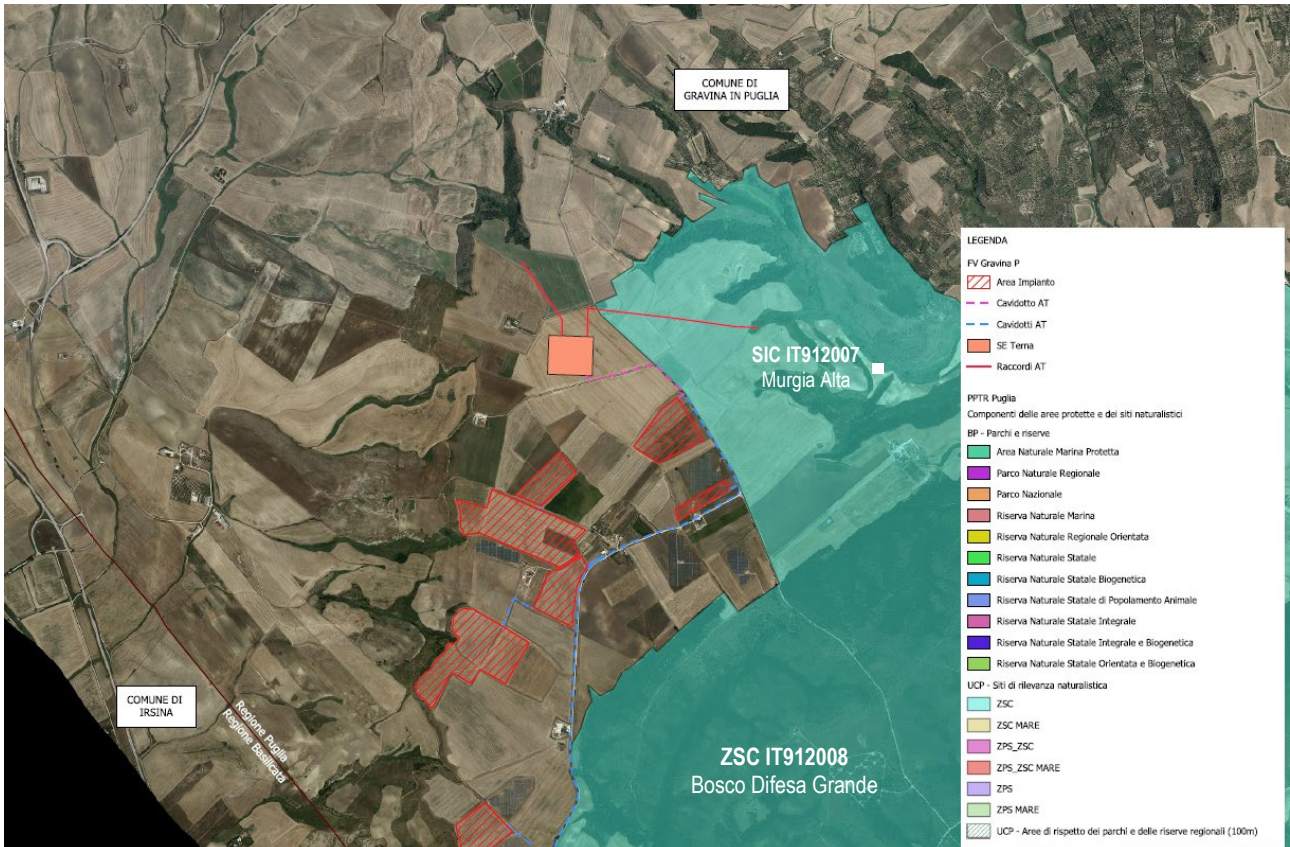 COMUNE DI
GRAVINA IN PUGLIA
SIC IT912007
Murgia Alta
COMUNE DI
IRSINA
Regione Puglia
Regione Basilicata
ZSC IT912008
Bosco Difesa Grande
LEGENDA
FV Gravina P
Area Impianto
Cavidotto AT
Cavidotti AT
SE Terna
Raccordi AT
PPTR Puglia
Componenti delle aree protette e dei siti naturalistici
BP - Parchi e riserve
Area Naturale Marina Protetta
Parco Naturale Regionale
Parco Nazionale
Riserva Naturale Marina
Riserva Naturale Regionale Orientata
Riserva Naturale Statale
Riserva Naturale Statale Biogenetica
Riserva Naturale Statale di Popolamento Animale
Riserva Naturale Statale Integrale
Riserva Naturale Statale Integrale e Biogenetica
Riserva Naturale Statale Orientata e Biogenetica
UCP - Siti di rilevanza naturalistica
ZSC
ZSC MARE
ZPS_ZSC
ZPS_ZSC MARE
ZPS
ZPS MARE
UCP - Aree di rispetto dei parchi e delle riserve regionali (100m)